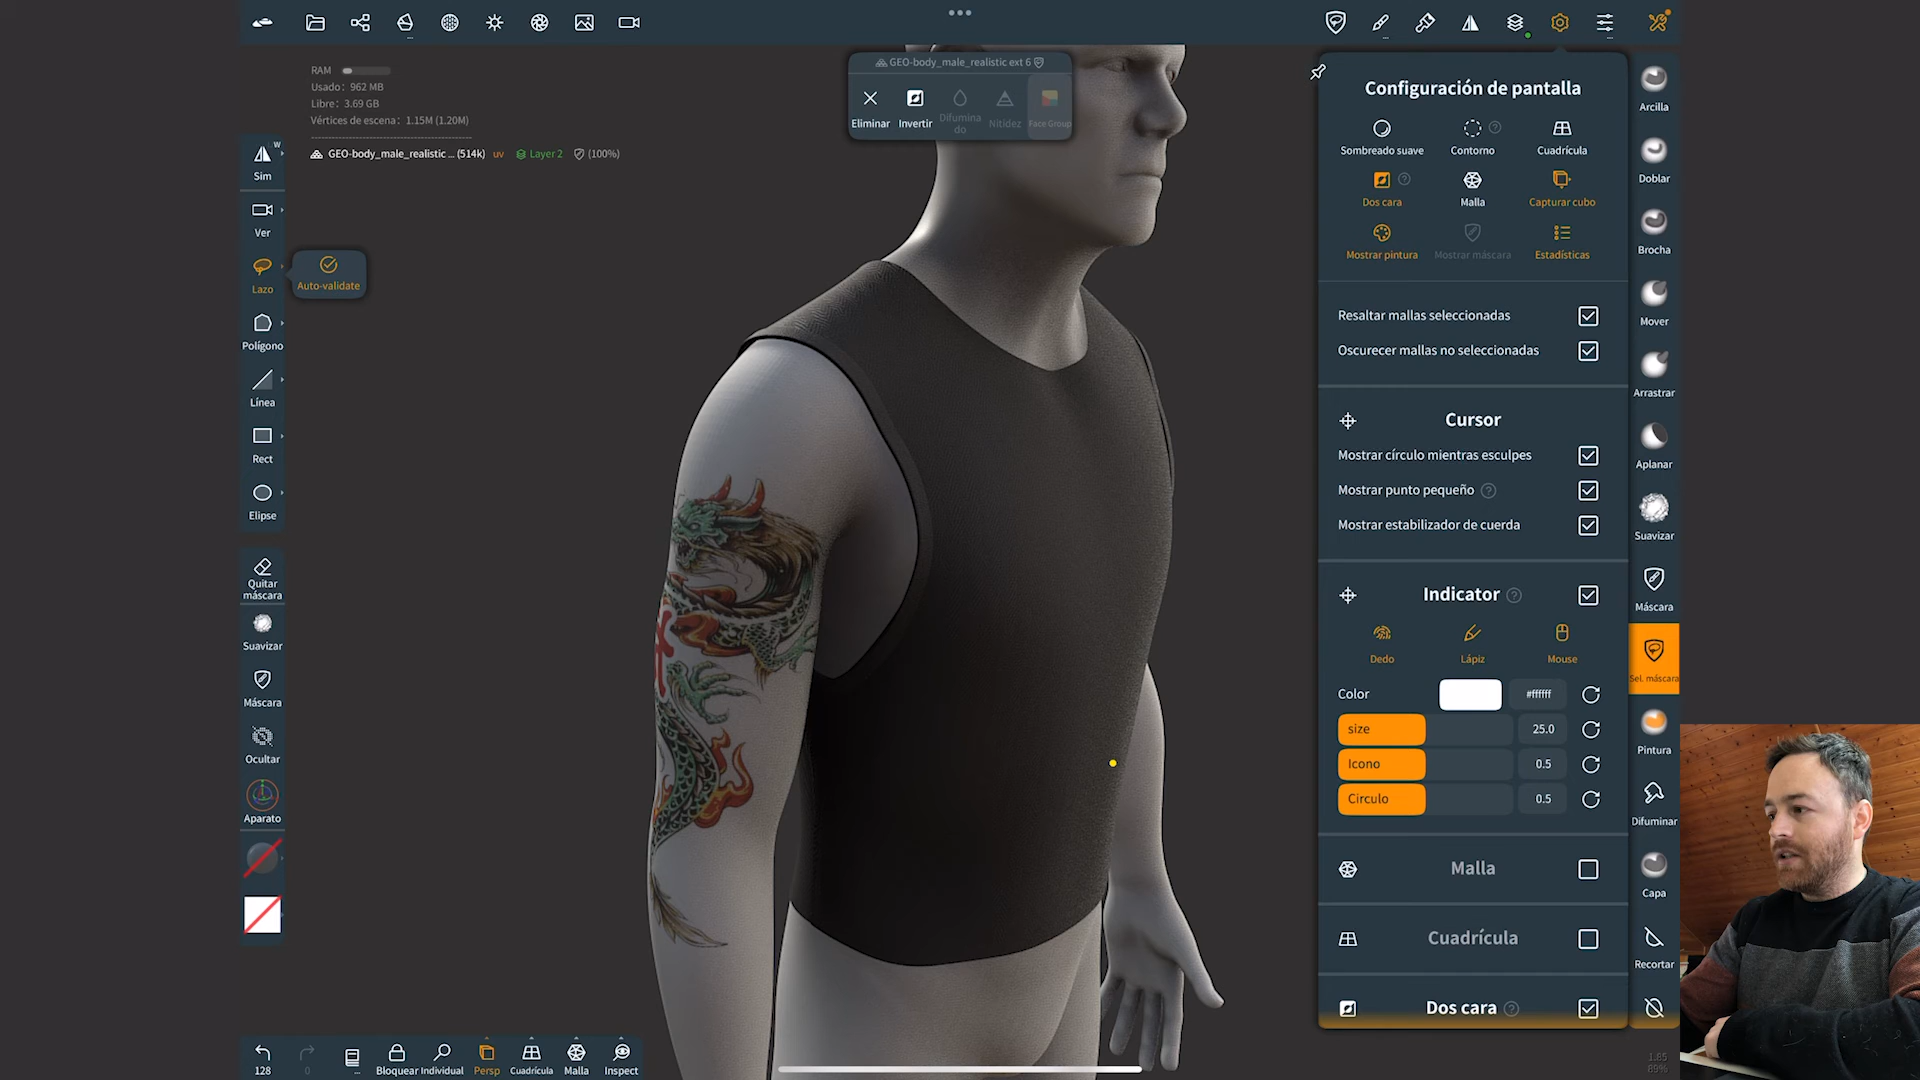 RAM
Usado: 962 MB
Libre: 3.69 GB
Vértices de escena: 1.15M (1.20M)
GEO-body_male_realistic ... (514k) uv Layer 2 (100%)
GEO-body_male_realistic ext 6
Eliminar Invertir Difumina
do
Nitidez Face Group
W
Sim
Ver
Lazo
Auto-validate
Polígono
Línea
Rect
Elipse
Quitar
máscara
Suavizar
Máscara
Ocultar
Aparato
128
0
...
Bloquear Individual Persp Cuadrícula Malla Inspect
Configuración de pantalla
Sombreado suave Contorno ? Cuadrícula
Dos cara ? Malla Capturar cubo
Mostrar pintura Mostrar máscara Estadísticas
Resaltar mallas seleccionadas
Oscurecer mallas no seleccionadas
Cursor
Mostrar círculo mientras esculpes
Mostrar punto pequeño ?
Mostrar estabilizador de cuerda
Indicator ?
Dedo Lápiz Mouse
Color #ffffff
size 25.0
Icono 0.5
Circulo 0.5
Malla
Cuadrícula
Dos cara ?
Arcilla
Doblar
Brocha
Mover
Arrastrar
Aplanar
Suavizar
Máscara
Sel. máscara
Pintura
Difuminar
Capa
Recortar
1.85
89%